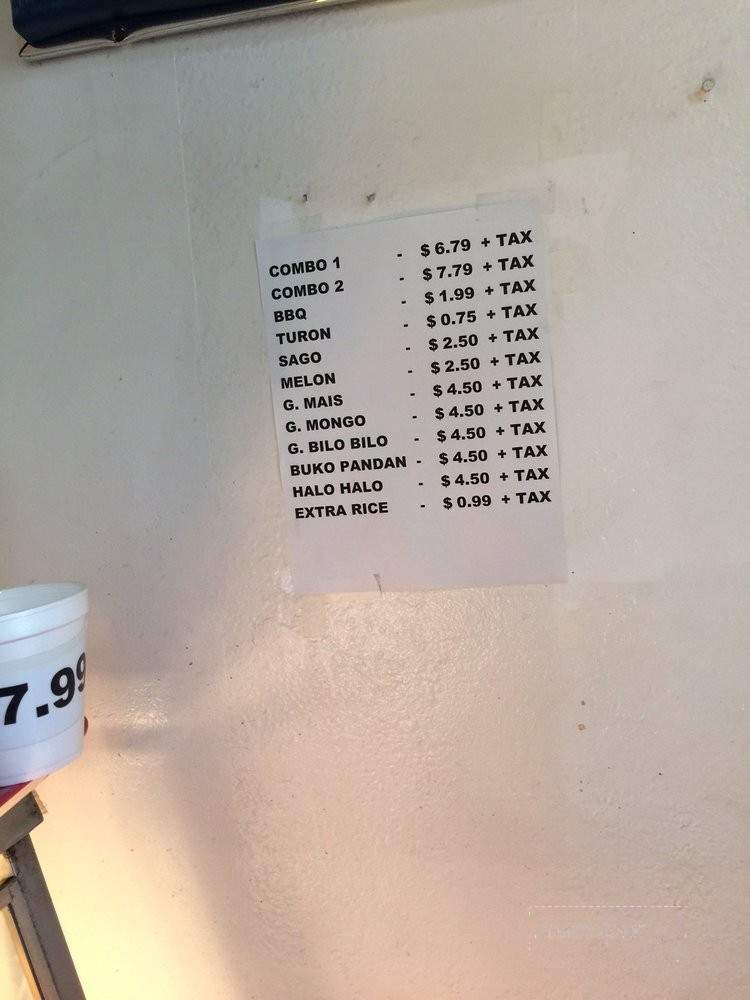 COMBO 1 - $ 6.79 + TAX
COMBO 2 - $ 7.79 + TAX
BBQ - $ 1.99 + TAX
TURON - $ 0.75 + TAX
SAGO - $ 2.50 + TAX
MELON - $ 2.50 + TAX
G. MAIS - $ 4.50 + TAX
G. MONGO - $ 4.50 + TAX
G. BILO BILO - $ 4.50 + TAX
BUKO PANDAN - $ 4.50 + TAX
HALO HALO - $ 4.50 + TAX
EXTRA RICE - $ 0.99 + TAX
7.99